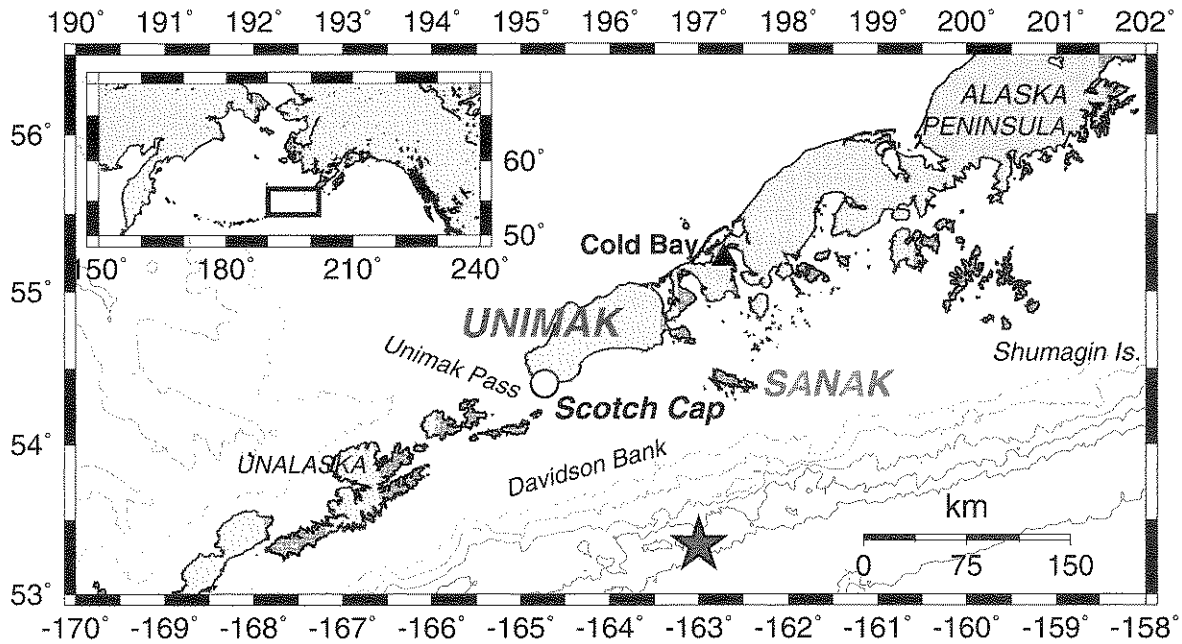 190° 191° 192° 193° 194° 195° 196° 197° 198° 199° 200° 201° 202°
ALASKA
PENINSULA
56°
60°
50°
150° 180° 210° 240°
Cold Bay
55°
UNIMAK
Unimak Pass
Shumagin Is.
SANAK
Scotch Cap
54°
UNALASKA
Davidson Bank
km
0 75 150
53°
-170° -169° -168° -167° -166° -165° -164° -163° -162° -161° -160° -159° -158°